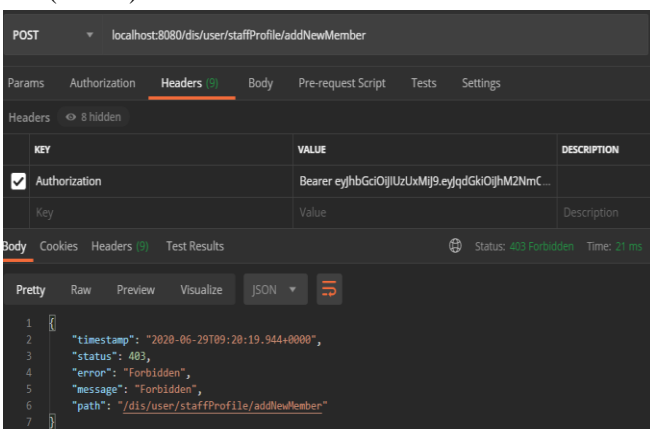 POST localhost:8080/dis/user/staffProfile/addNewMember
Params Authorization Headers (9) Body Pre-request Script Tests Settings
Headers 8 hidden
KEY VALUE DESCRIPTION
Authorization Bearer
Key Value Description
Body Cookies Headers (9) Test Results Status: 403 Forbidden Time: 21 ms
Pretty Raw Preview Visualize JSON
1 {
2 "timestamp": "2020-06-29T09:20:19.944+0000",
3 "status": 403,
4 "error": "Forbidden",
5 "message": "Forbidden",
6 "path": "/dis/user/staffProfile/addNewMember"
7 }